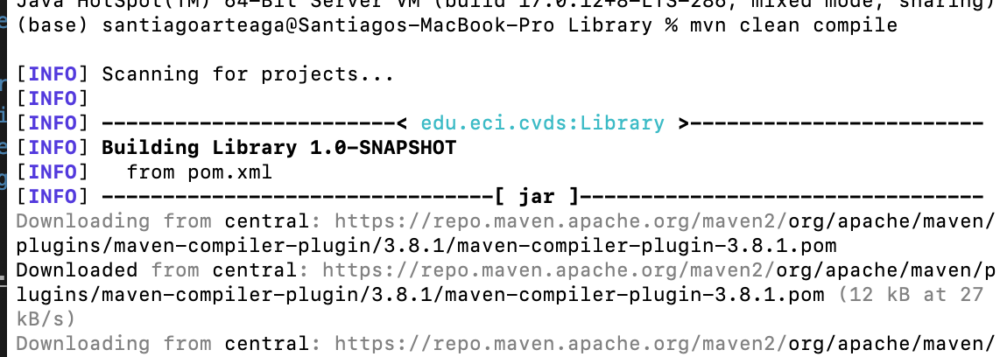 Java HotSpot(TM) 64-Bit Server VM (build 17.0.12+8-LTS-286, mixed mode, sharing)
(base) santiagoarteaga@Santiagos-MacBook-Pro Library % mvn clean compile
[INFO] Scanning for projects...
[INFO]
[INFO] ------------------------< edu.eci.cvds:Library >------------------------
[INFO] Building Library 1.0-SNAPSHOT
[INFO]   from pom.xml
[INFO] --------------------------------[ jar ]---------------------------------
Downloading from central: https://repo.maven.apache.org/maven2/org/apache/maven/
plugins/maven-compiler-plugin/3.8.1/maven-compiler-plugin-3.8.1.pom
Downloaded from central: https://repo.maven.apache.org/maven2/org/apache/maven/p
lugins/maven-compiler-plugin/3.8.1/maven-compiler-plugin-3.8.1.pom (12 kB at 27
kB/s)
Downloading from central: https://repo.maven.apache.org/maven2/org/apache/maven/